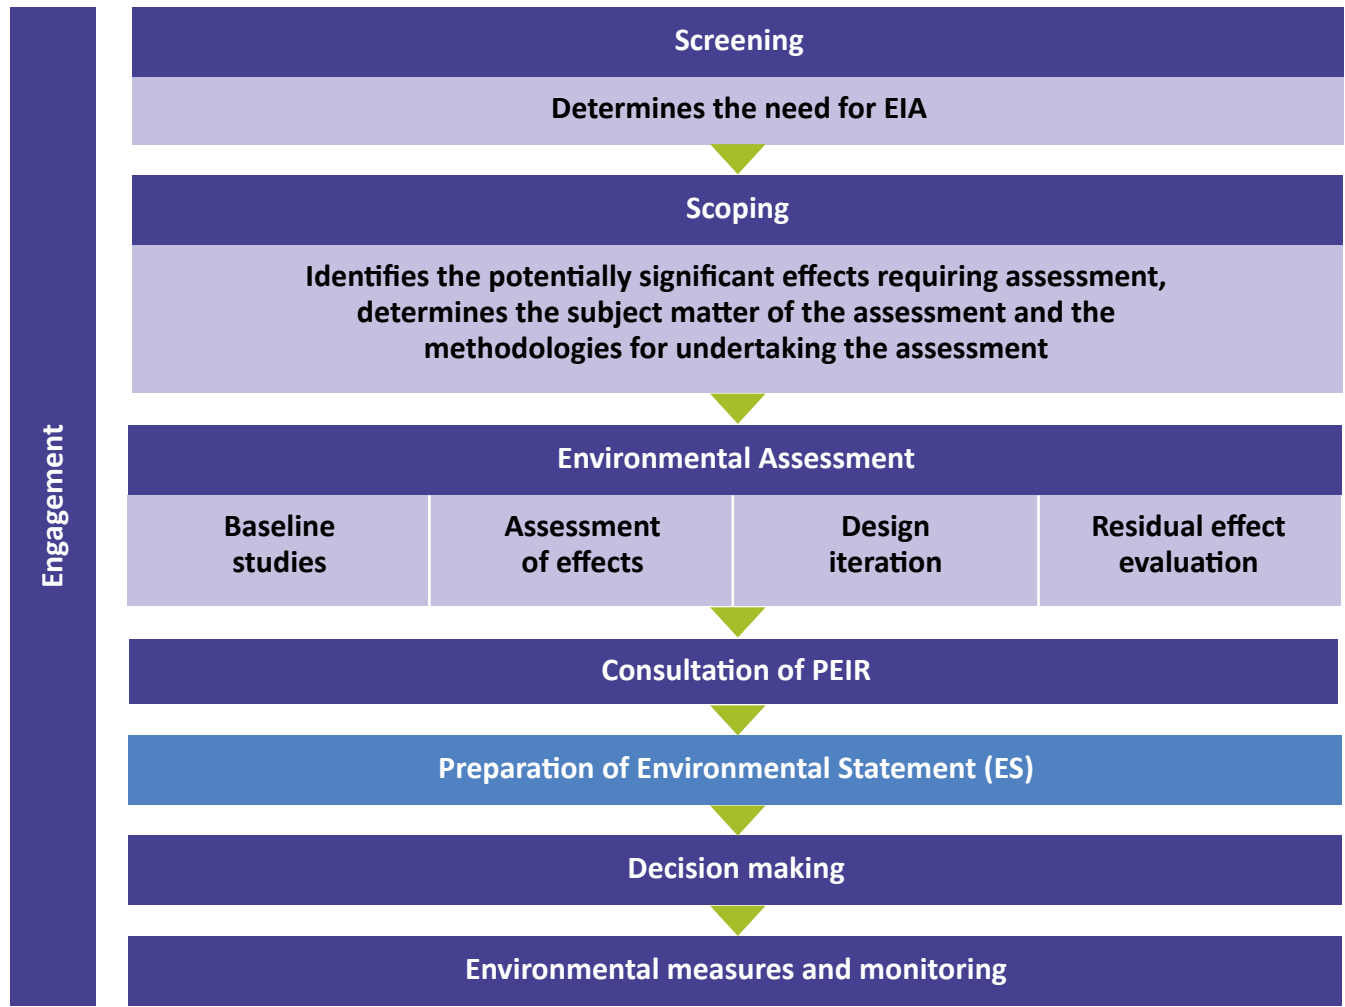 Engagement
Screening
Determines the need for EIA
Scoping
Identifies the potentially significant effects requiring assessment,
determines the subject matter of the assessment and the
methodologies for undertaking the assessment
Environmental Assessment
Baseline
studies
Assessment
of effects
Design
iteration
Residual effect
evaluation
Consultation of PEIR
Preparation of Environmental Statement (ES)
Decision making
Environmental measures and monitoring